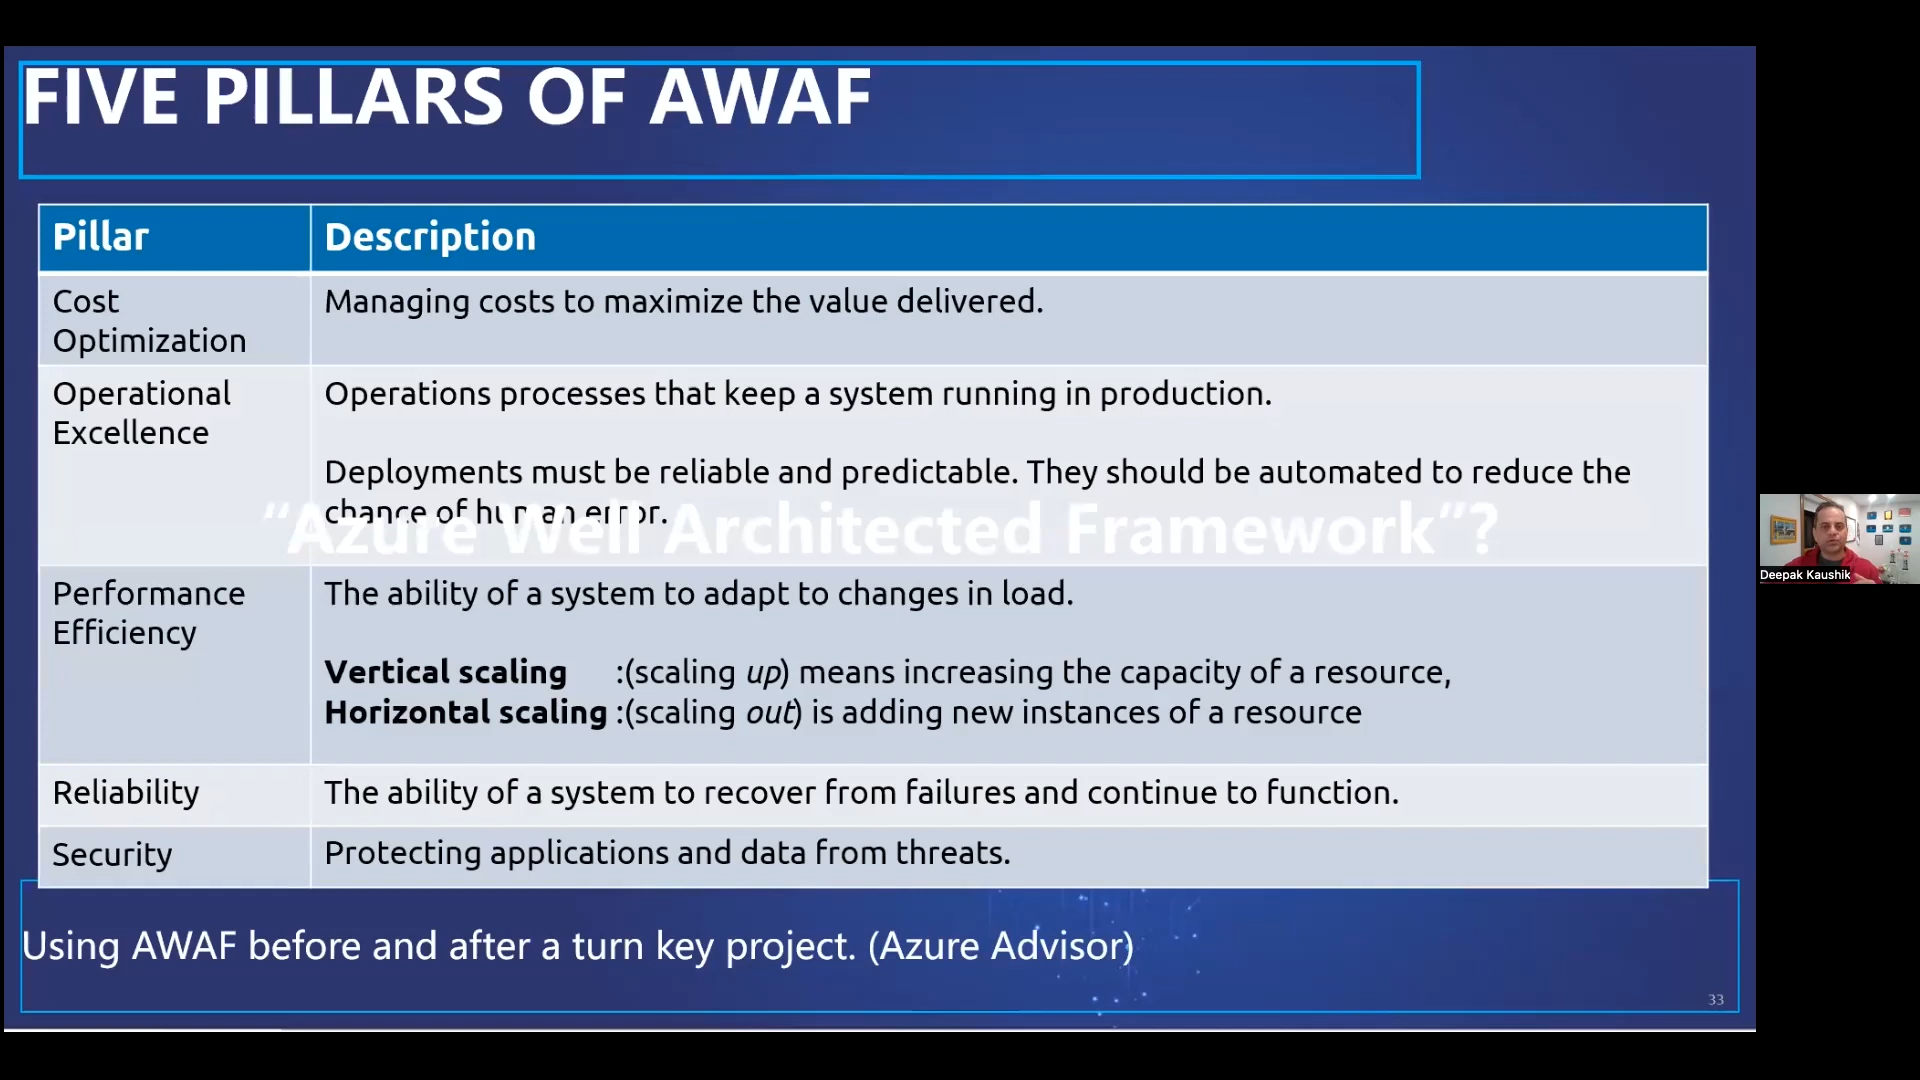 FIVE PILLARS OF AWAF
Pillar Description
Cost
Optimization
Managing costs to maximize the value delivered.
Operational
Excellence
Operations processes that keep a system running in production.
Deployments must be reliable and predictable. They should be automated to reduce the
chance of human error.
“Azure Well Architected Framework”?
Performance
Efficiency
The ability of a system to adapt to changes in load.
Vertical scaling :(scaling up) means increasing the capacity of a resource,
Horizontal scaling :(scaling out) is adding new instances of a resource
Reliability The ability of a system to recover from failures and continue to function.
Security Protecting applications and data from threats.
Using AWAF before and after a turn key project. (Azure Advisor)
33
Deepak Kaushik